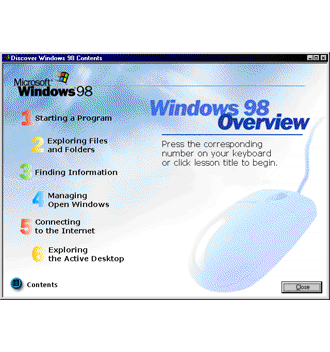 Discover Windows 98 Contents
Microsoft
Windows 98
Windows 98
Overview
Press the corresponding
number on your keyboard
or click lesson title to begin.
1 Starting a Program
2 Exploring Files
and Folders
3 Finding Information
4 Managing
Open Windows
5 Connecting
to the Internet
6 Exploring
the Active Desktop
Contents
Close